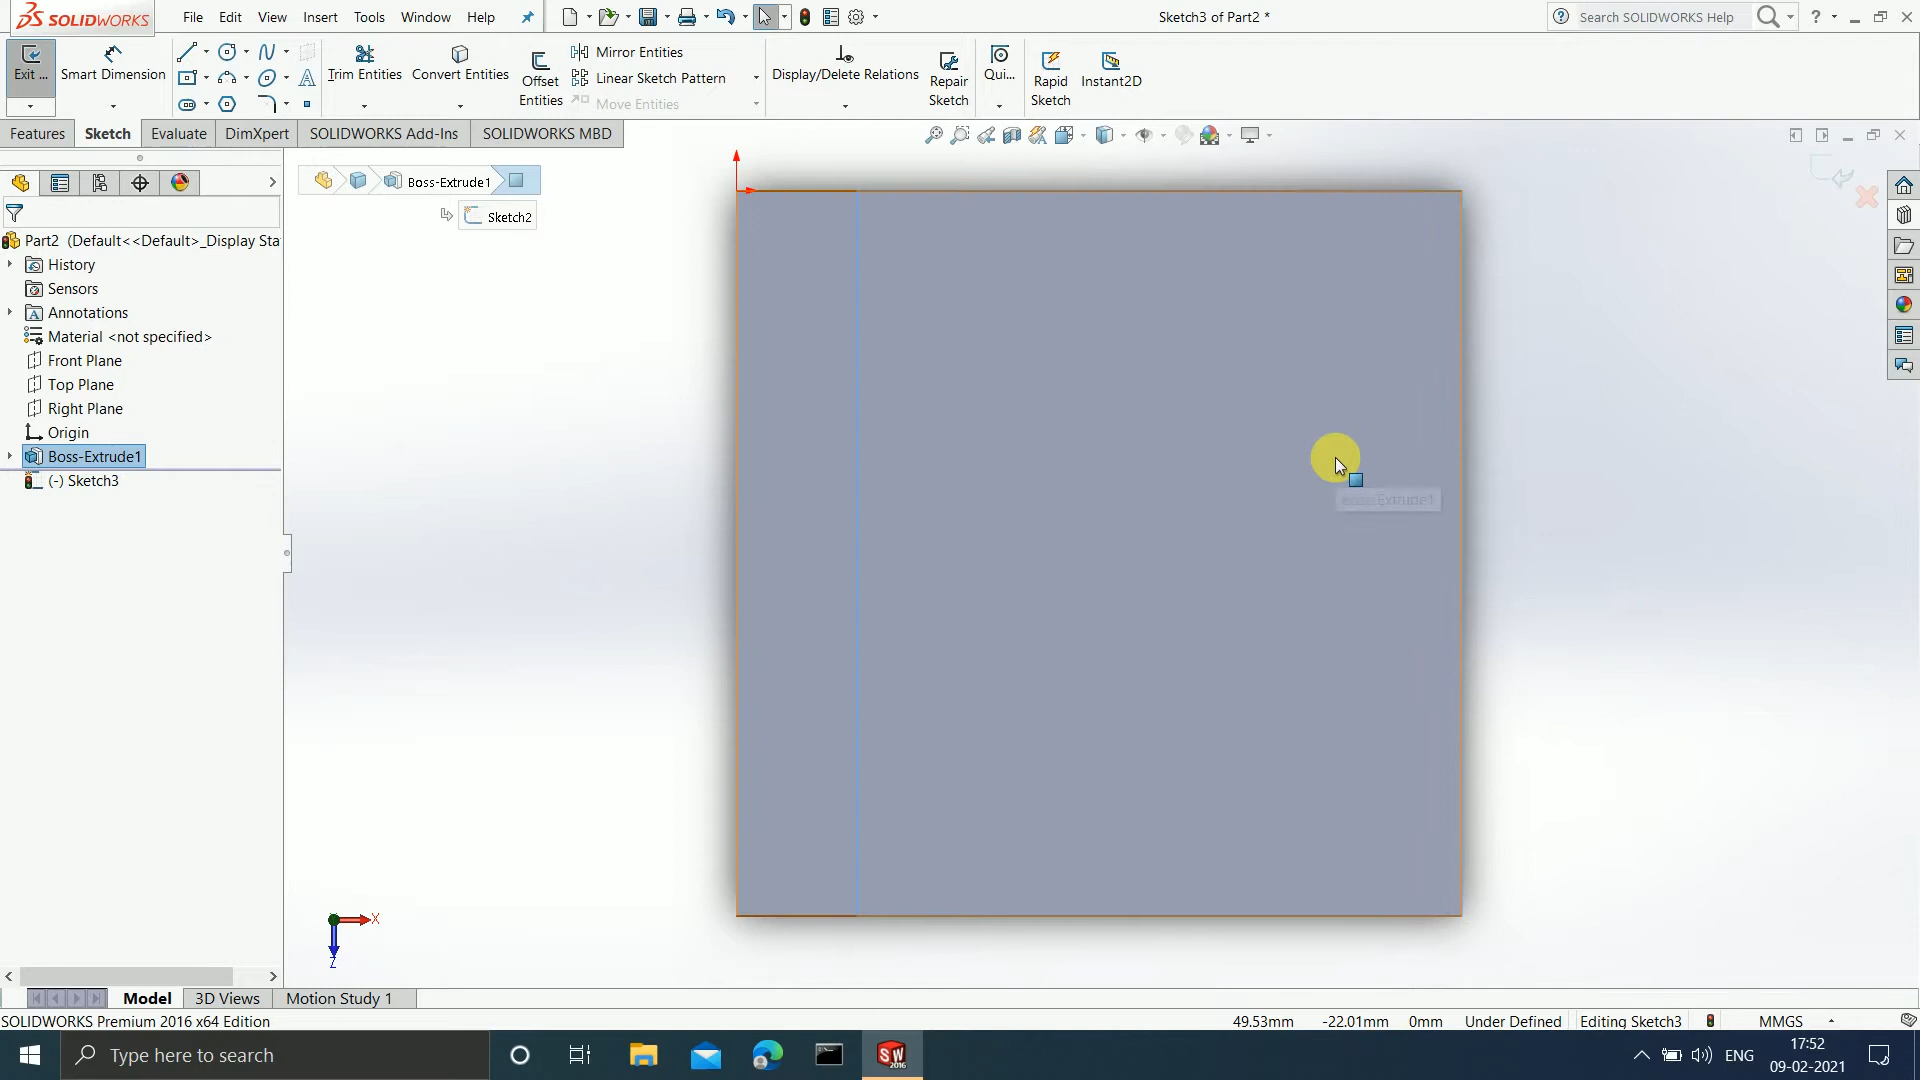 SOLIDWORKS File Edit View Insert Tools Window Help Sketch3 of Part2 * Search SOLIDWORKS Help ?
Exit ... Smart Dimension Trim Entities Convert Entities Offset Entities Mirror Entities Linear Sketch Pattern Move Entities Display/Delete Relations Repair Sketch Qui... Rapid Sketch Instant2D
Features Sketch Evaluate DimXpert SOLIDWORKS Add-Ins SOLIDWORKS MBD
Boss-Extrude1
Sketch2
Part2 (Default<<Default>_Display Sta
History
Sensors
Annotations
Material <not specified>
Front Plane
Top Plane
Right Plane
Origin
Boss-Extrude1
(-) Sketch3
X
Z
Model 3D Views Motion Study 1
SOLIDWORKS Premium 2016 x64 Edition 49.53mm -22.01mm 0mm Under Defined Editing Sketch3 MMGS
Type here to search ENG 17:52
09-02-2021